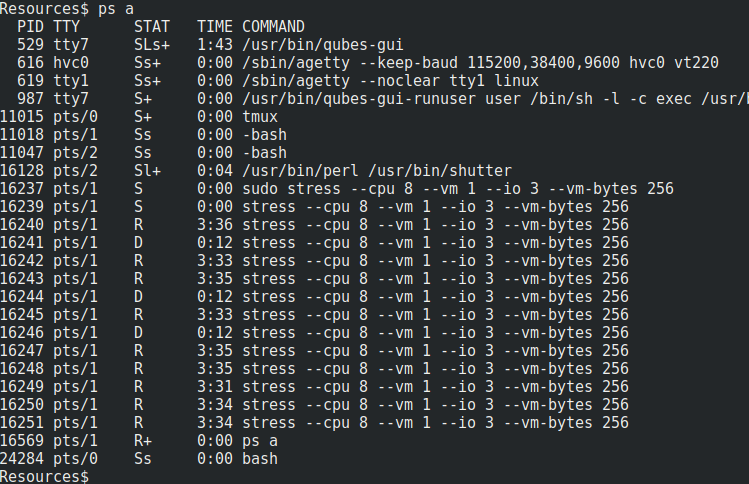 Resources$ ps a
  PID TTY      STAT   TIME COMMAND
  529 tty7     SLs+   1:43 /usr/bin/qubes-gui
  616 hvc0     Ss+    0:00 /sbin/agetty --keep-baud 115200,38400,9600 hvc0 vt220
  619 tty1     Ss+    0:00 /sbin/agetty --noclear tty1 linux
  987 tty7     S+     0:00 /usr/bin/qubes-gui-runuser user /bin/sh -l -c exec /usr/
11015 pts/0    S+     0:00 tmux
11018 pts/1    Ss     0:00 -bash
11047 pts/2    Ss     0:00 -bash
16128 pts/2    Sl+    0:04 /usr/bin/perl /usr/bin/shutter
16237 pts/1    S      0:00 sudo stress --cpu 8 --vm 1 --io 3 --vm-bytes 256
16239 pts/1    S      0:00 stress --cpu 8 --vm 1 --io 3 --vm-bytes 256
16240 pts/1    R      3:36 stress --cpu 8 --vm 1 --io 3 --vm-bytes 256
16241 pts/1    D      0:12 stress --cpu 8 --vm 1 --io 3 --vm-bytes 256
16242 pts/1    R      3:33 stress --cpu 8 --vm 1 --io 3 --vm-bytes 256
16243 pts/1    R      3:35 stress --cpu 8 --vm 1 --io 3 --vm-bytes 256
16244 pts/1    D      0:12 stress --cpu 8 --vm 1 --io 3 --vm-bytes 256
16245 pts/1    R      3:33 stress --cpu 8 --vm 1 --io 3 --vm-bytes 256
16246 pts/1    D      0:12 stress --cpu 8 --vm 1 --io 3 --vm-bytes 256
16247 pts/1    R      3:35 stress --cpu 8 --vm 1 --io 3 --vm-bytes 256
16248 pts/1    R      3:35 stress --cpu 8 --vm 1 --io 3 --vm-bytes 256
16249 pts/1    R      3:31 stress --cpu 8 --vm 1 --io 3 --vm-bytes 256
16250 pts/1    R      3:34 stress --cpu 8 --vm 1 --io 3 --vm-bytes 256
16251 pts/1    R      3:34 stress --cpu 8 --vm 1 --io 3 --vm-bytes 256
16569 pts/1    R+     0:00 ps a
24284 pts/0    Ss     0:00 bash
Resources$